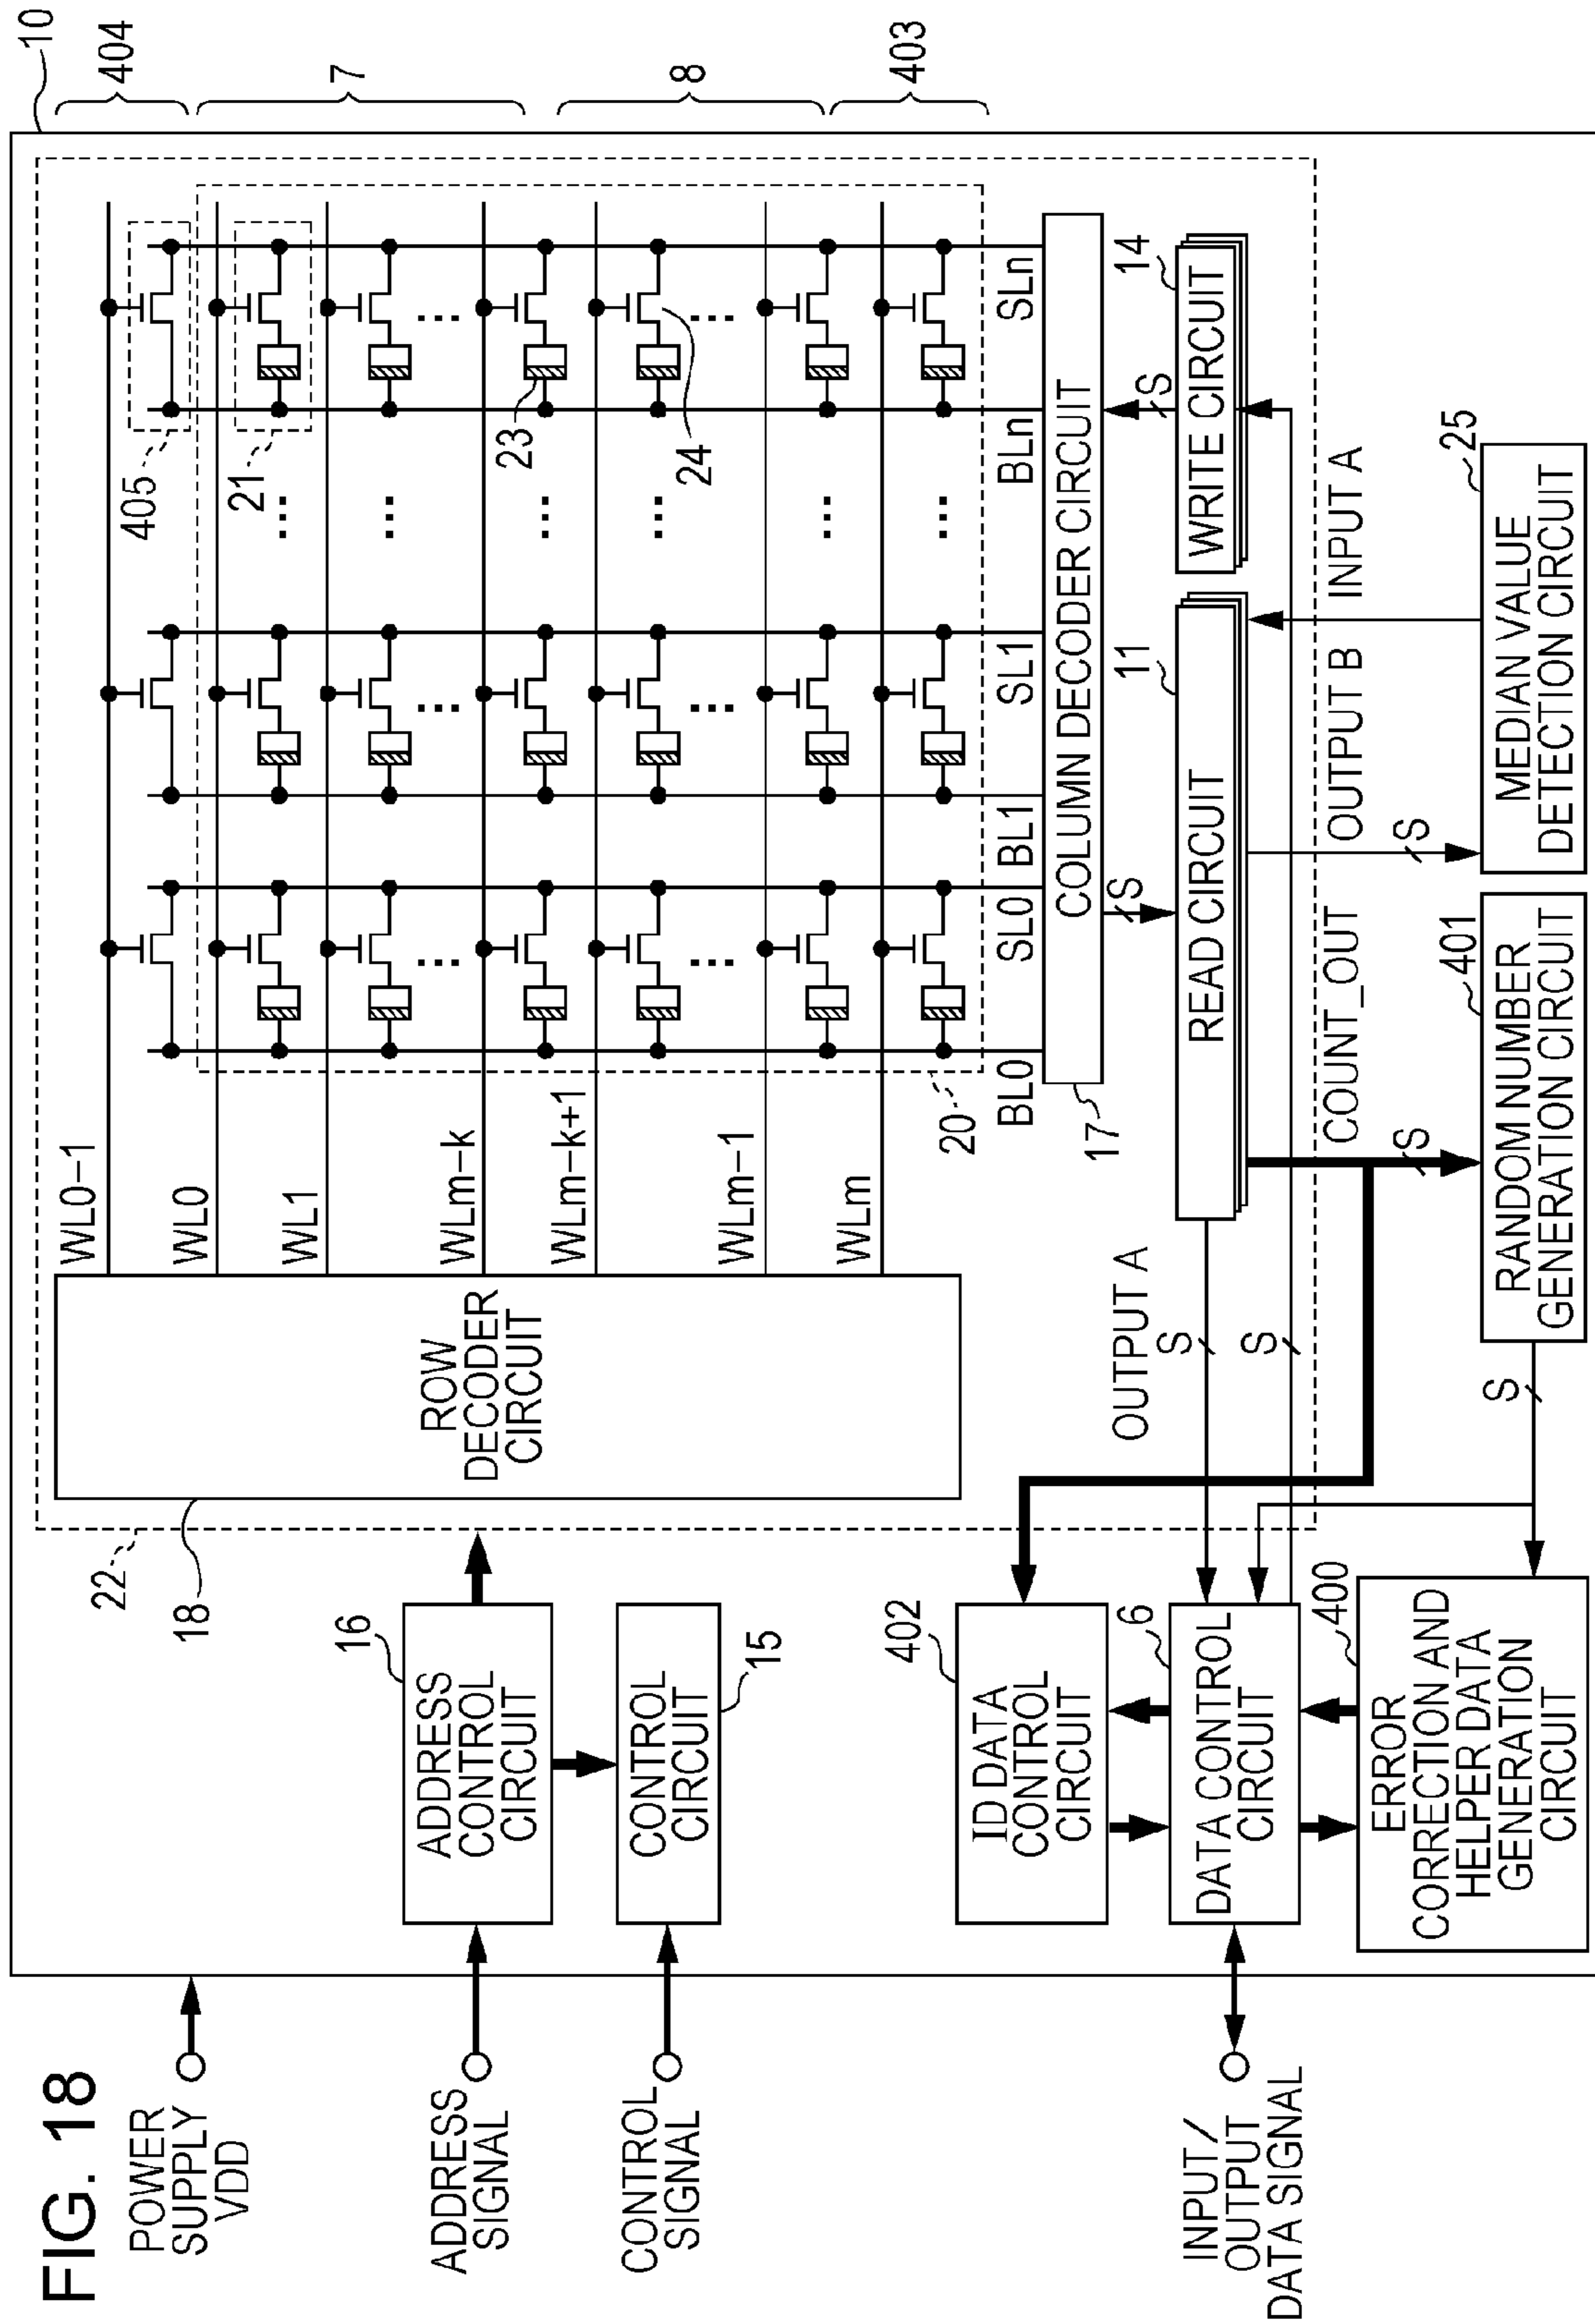 FIG. 18
10
404
7
8
403
POWER
SUPPLY
VDD
ADDRESS
SIGNAL
CONTROL
SIGNAL
INPUT/
OUTPUT
DATA SIGNAL
22
18
16
ADDRESS
CONTROL
CIRCUIT
CONTROL
CIRCUIT
15
402
ID DATA
CONTROL
CIRCUIT
6
DATA CONTROL
CIRCUIT
400
ERROR
CORRECTION AND
HELPER DATA
GENERATION
CIRCUIT
ROW
DECODER
CIRCUIT
WL0-1
WL0
WL1
WLm-k
WLm-k+1
WLm-1
WLm
405
21
23
24
20
BL0
SL0
BL1
SL1
BLn
SLn
17
COLUMN DECODER CIRCUIT
S
S
11
READ CIRCUIT
14
WRITE CIRCUIT
OUTPUT A
S
S
COUNT_OUT
S
OUTPUT B
S
INPUT A
401
RANDOM NUMBER
GENERATION CIRCUIT
S
25
MEDIAN VALUE
DETECTION CIRCUIT